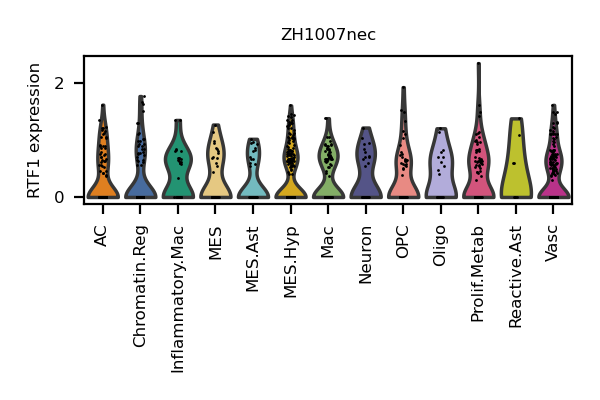 ZH1007nec
RTF1 expression
2
0
AC
Chromatin.Reg
Inflammatory.Mac
MES
MES.Ast
MES.Hyp
Mac
Neuron
OPC
Oligo
Prolif.Metab
Reactive.Ast
Vasc